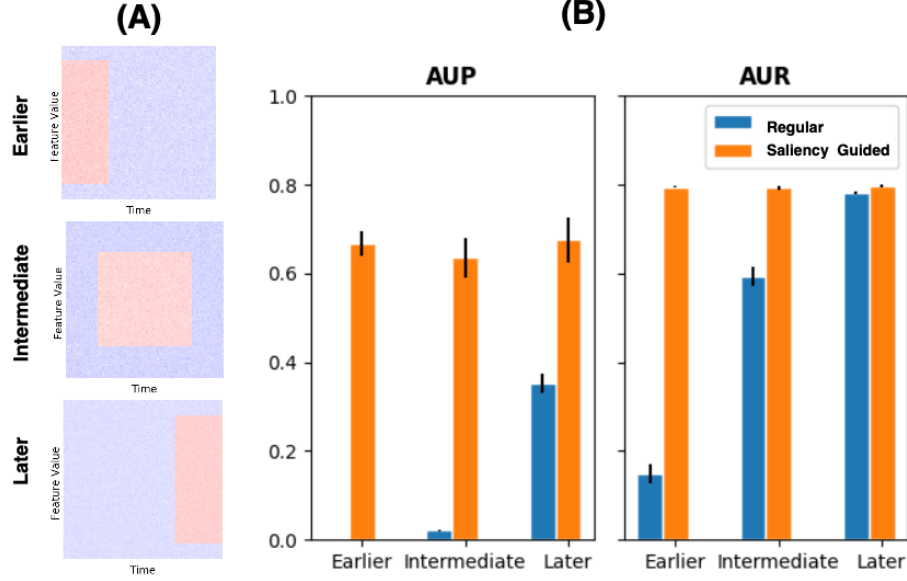 (A)
Earlier
Feature Value
Time
Intermediate
Feature Value
Time
Later
Feature Value
Time
(B)
AUP
AUR
Regular
Saliency Guided
1.0
0.8
0.6
0.4
0.2
0.0
Earlier Intermediate Later
Earlier Intermediate Later